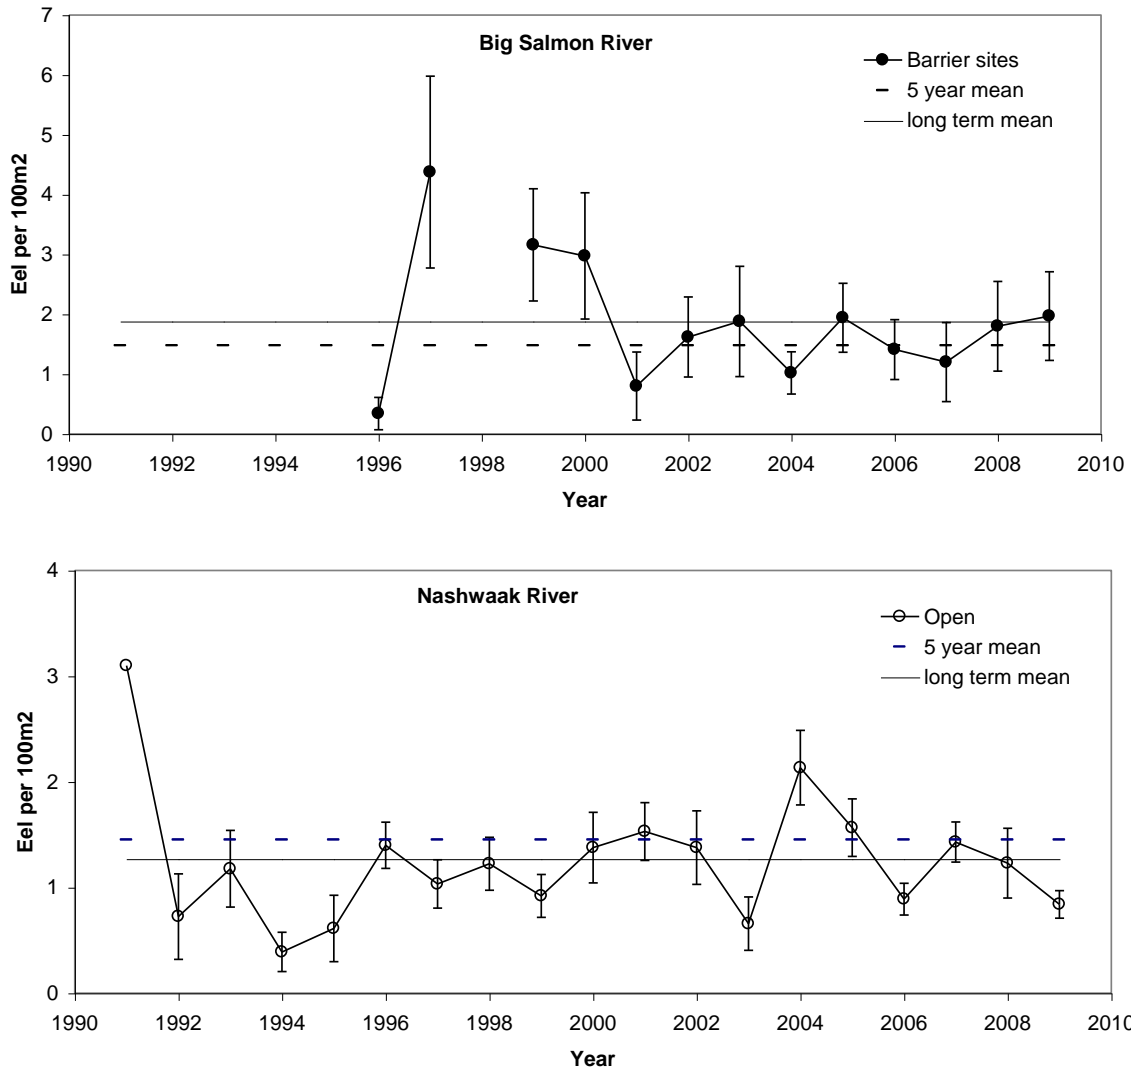 7
Big Salmon River
Barrier sites
6
5 year mean
long term mean
5
4
3
2
1
0
Eel per 100m2
1990 1992 1994 1996 1998 2000 2002 2004 2006 2008 2010
Year
4
Nashwaak River
Open
5 year mean
3
long term mean
2
1
0
Eel per 100m2
1990 1992 1994 1996 1998 2000 2002 2004 2006 2008 2010
Year